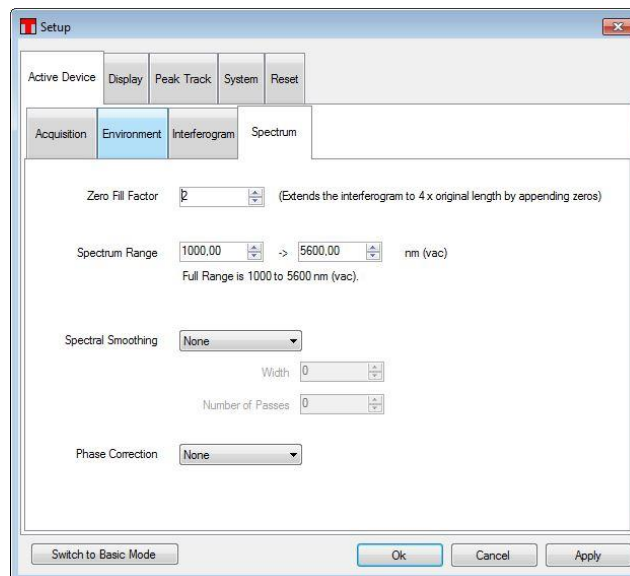 Setup
Active Device Display Peak Track System Reset
Acquisition Environment Interferogram Spectrum
Zero Fill Factor 2 (Extends the interferogram to 4 x original length by appending zeros)
Spectrum Range 1000,00 -> 5600,00 nm (vac)
Full Range is 1000 to 5600 nm (vac).
Spectral Smoothing None
Width 0
Number of Passes 0
Phase Correction None
Switch to Basic Mode Ok Cancel Apply